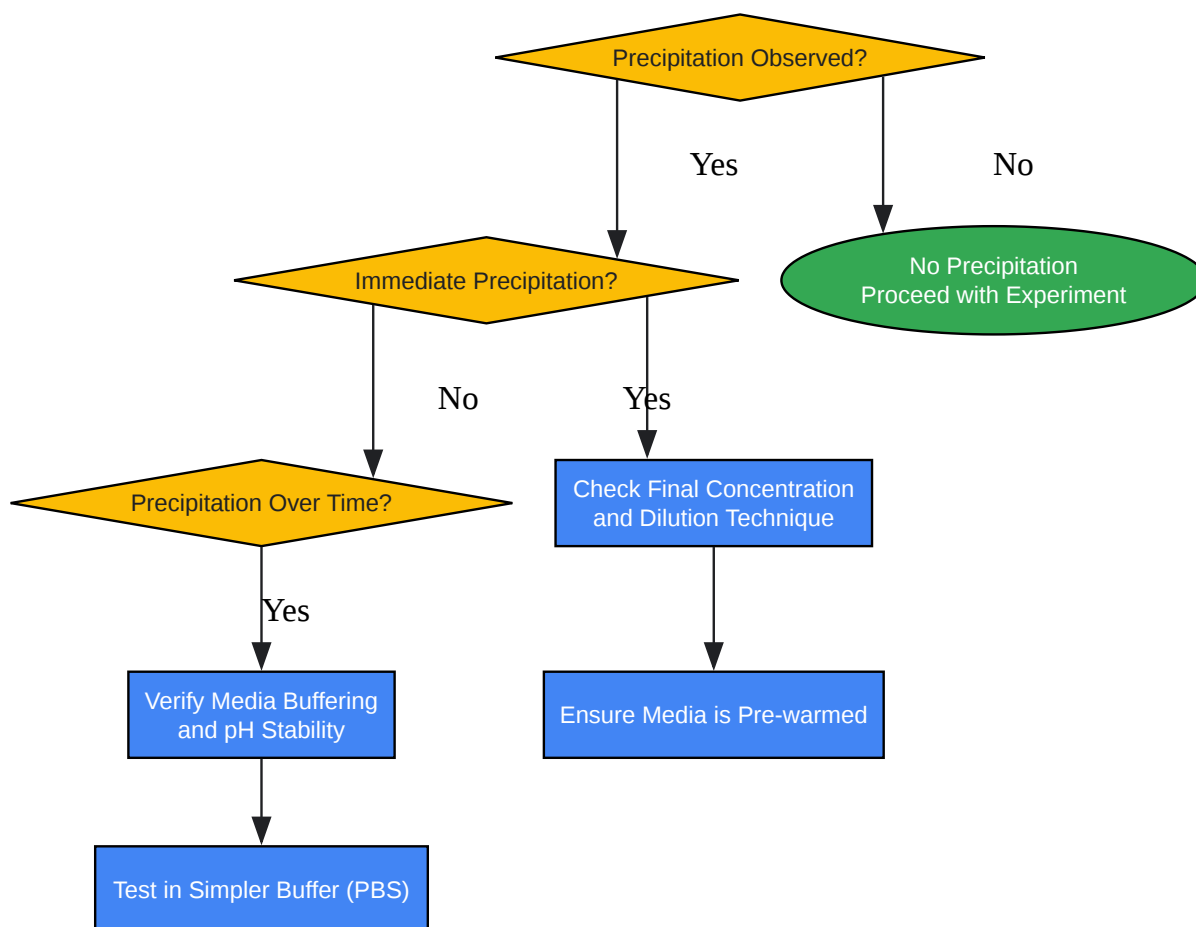 Precipitation Observed?
Yes
No
Immediate Precipitation?
No Precipitation
Proceed with Experiment
No
Yes
Precipitation Over Time?
Check Final Concentration
and Dilution Technique
Yes
Verify Media Buffering
and pH Stability
Ensure Media is Pre-warmed
Test in Simpler Buffer (PBS)